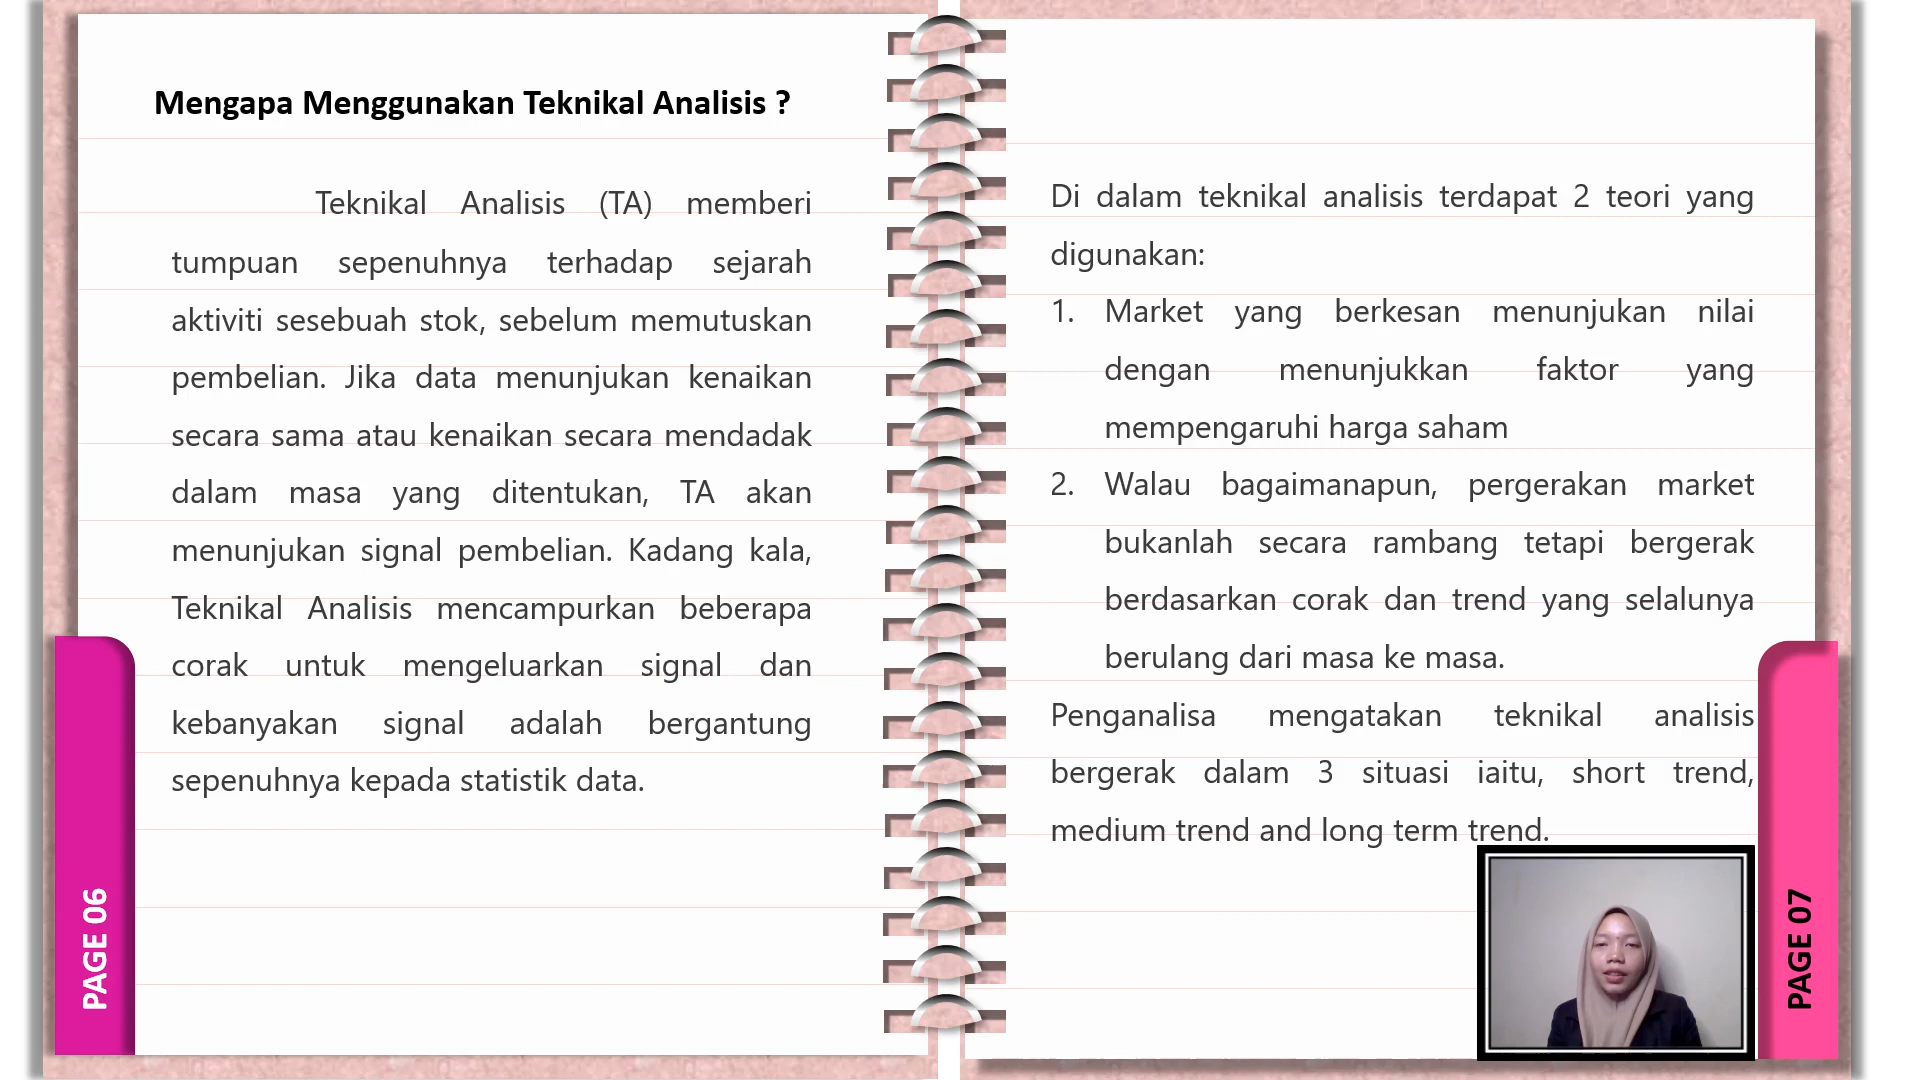 Mengapa Menggunakan Teknikal Analisis ?
Teknikal Analisis (TA) memberi
tumpuan sepenuhnya terhadap sejarah
aktiviti sesebuah stok, sebelum memutuskan
pembelian. Jika data menunjukan kenaikan
secara sama atau kenaikan secara mendadak
dalam masa yang ditentukan, TA akan
menunjukan signal pembelian. Kadang kala,
Teknikal Analisis mencampurkan beberapa
corak untuk mengeluarkan signal dan
kebanyakan signal adalah bergantung
sepenuhnya kepada statistik data.
PAGE 06
Di dalam teknikal analisis terdapat 2 teori yang
digunakan:
1. Market yang berkesan menunjukan nilai
dengan menunjukkan faktor yang
mempengaruhi harga saham
2. Walau bagaimanapun, pergerakan market
bukanlah secara rambang tetapi bergerak
berdasarkan corak dan trend yang selalunya
berulang dari masa ke masa.
Penganalisa mengatakan teknikal analisis
bergerak dalam 3 situasi iaitu, short trend,
medium trend and long term trend.
PAGE 07